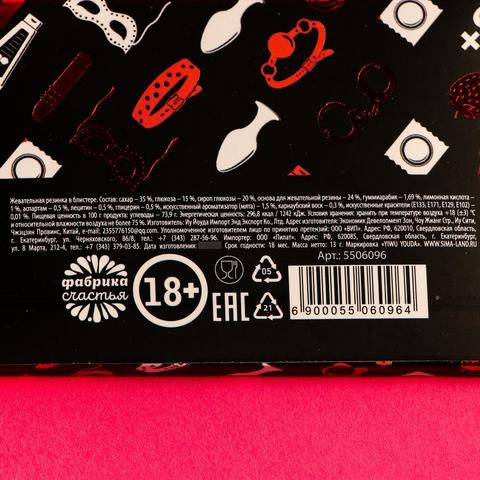 Жевательная резинка в блистере. Состав: сахар – 35 %, глюкоза – 15 %, сироп глюкозы – 20 %, основа для жевательной резинки – 24 %, гуммиарабик – 1,69 %, лимонная кислота –
1 %, аспартам – 0,5 %, лецитин – 0,5 %, глицерин – 0,5 %, искусственный ароматизатор (мята) – 1,5 %, карнаубский воск – 0,3 %, искусственные красители (E133, E171, E129, E102) –
0,01 %. Пищевая ценность в 100 г продукта: углеводы – 73,9 г. Энергетическая ценность: 296,8 ккал / 1242 кДж. Условия хранения: хранить при температуре воздуха +18 (±3) °C
и относительной влажности воздуха не более 75 %. Изготовитель: Иу Йоуда Импорт Энд Экспорт Ко., Лтд. Адрес изготовителя: Экономик Девелопмент Зон, Чоу Жианг Стр., Иу Сити,
Чжэцзян Провинс, Китай, e-mail: 2355776150@qq.com. Уполномоченное изготовителем лицо по принятию претензий: ООО «ВИП». Адрес: РФ, 620010, Свердловская обл.,
г. Екатеринбург, ул. Черняховского, 86/8, тел.: +7 (343) 287-56-96. Импортер: ООО «Пилат». Адрес: РФ, 620085, Свердловская область, г. Екатеринбург,
ул. 8 Марта, 212-4, тел.: +7 (343) 379-03-85. Дата изготовления: Срок годности: 18 мес. Масса нетто: 13 г. Маркировка «YIWU YOUDA». WWW.SIMA-LAND.RU
Арт.: 5506096
фабрика
счастья
18+
EAC
05
21
6 900055 060964